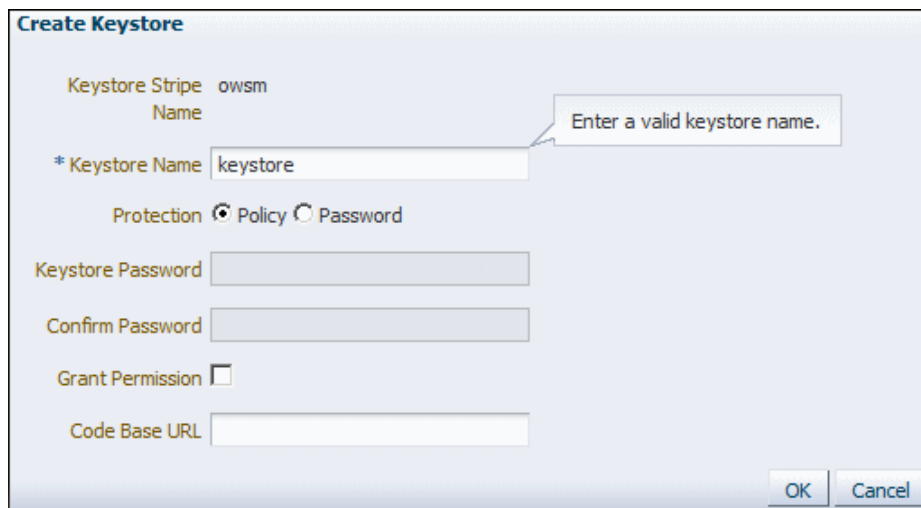 Create Keystore
Keystore Stripe Name owsm
Enter a valid keystore name.
* Keystore Name keystore
Protection Policy Password
Keystore Password
Confirm Password
Grant Permission
Code Base URL
OK Cancel